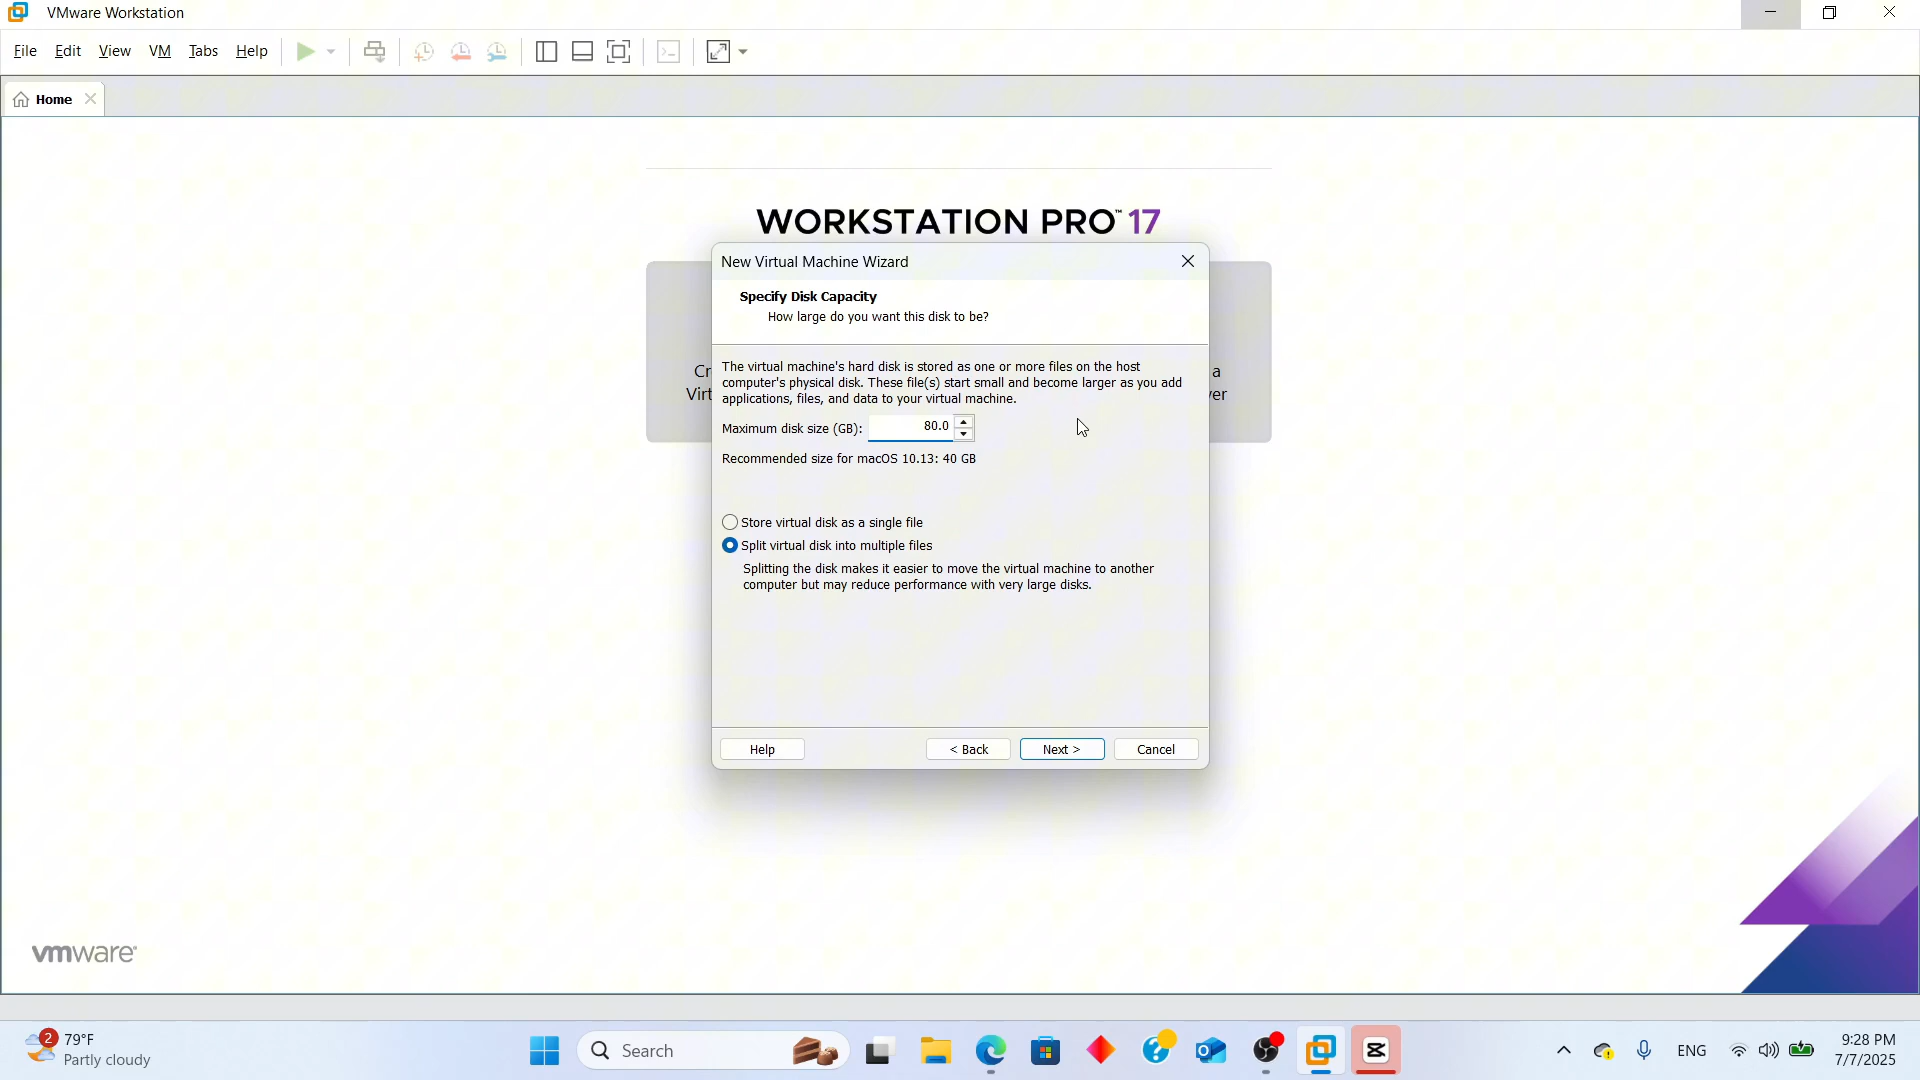 VMware Workstation
File Edit View VM Tabs Help
Home
WORKSTATION PRO™ 17
New Virtual Machine Wizard
Specify Disk Capacity
How large do you want this disk to be?
The virtual machine's hard disk is stored as one or more files on the host
computer's physical disk. These file(s) start small and become larger as you add
applications, files, and data to your virtual machine.
Cr
a
Virt
ver
Maximum disk size (GB): 80.0
Recommended size for macOS 10.13: 40 GB
Store virtual disk as a single file
Split virtual disk into multiple files
Splitting the disk makes it easier to move the virtual machine to another
computer but may reduce performance with very large disks.
Help < Back Next > Cancel
vmware®
2
79°F
Partly cloudy
Search
ENG
9:28 PM
7/7/2025